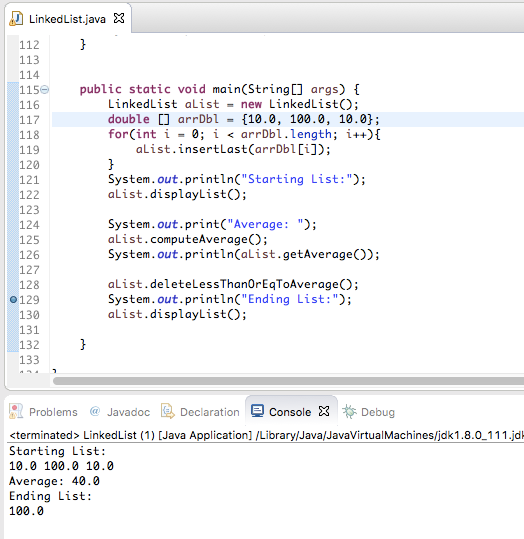 LinkedList.java
112 }
113
114
115 public static void main(String[] args) {
116 LinkedList aList = new LinkedList();
117 double [] arrDbl = {10.0, 100.0, 10.0};
118 for(int i = 0; i < arrDbl.length; i++){
119 aList.insertLast(arrDbl[i]);
120 }
121 System.out.println("Starting List:");
122 aList.displayList();
123
124 System.out.print("Average: ");
125 aList.computeAverage();
126 System.out.println(aList.getAverage());
127
128 aList.deleteLessThanOrEqToAverage();
129 System.out.println("Ending List:");
130 aList.displayList();
131
132 }
133
Problems @ Javadoc Declaration Console Debug
<terminated> LinkedList (1) [Java Application] /Library/Java/JavaVirtualMachines/jdk1.8.0_111.jd
Starting List:
10.0 100.0 10.0
Average: 40.0
Ending List:
100.0